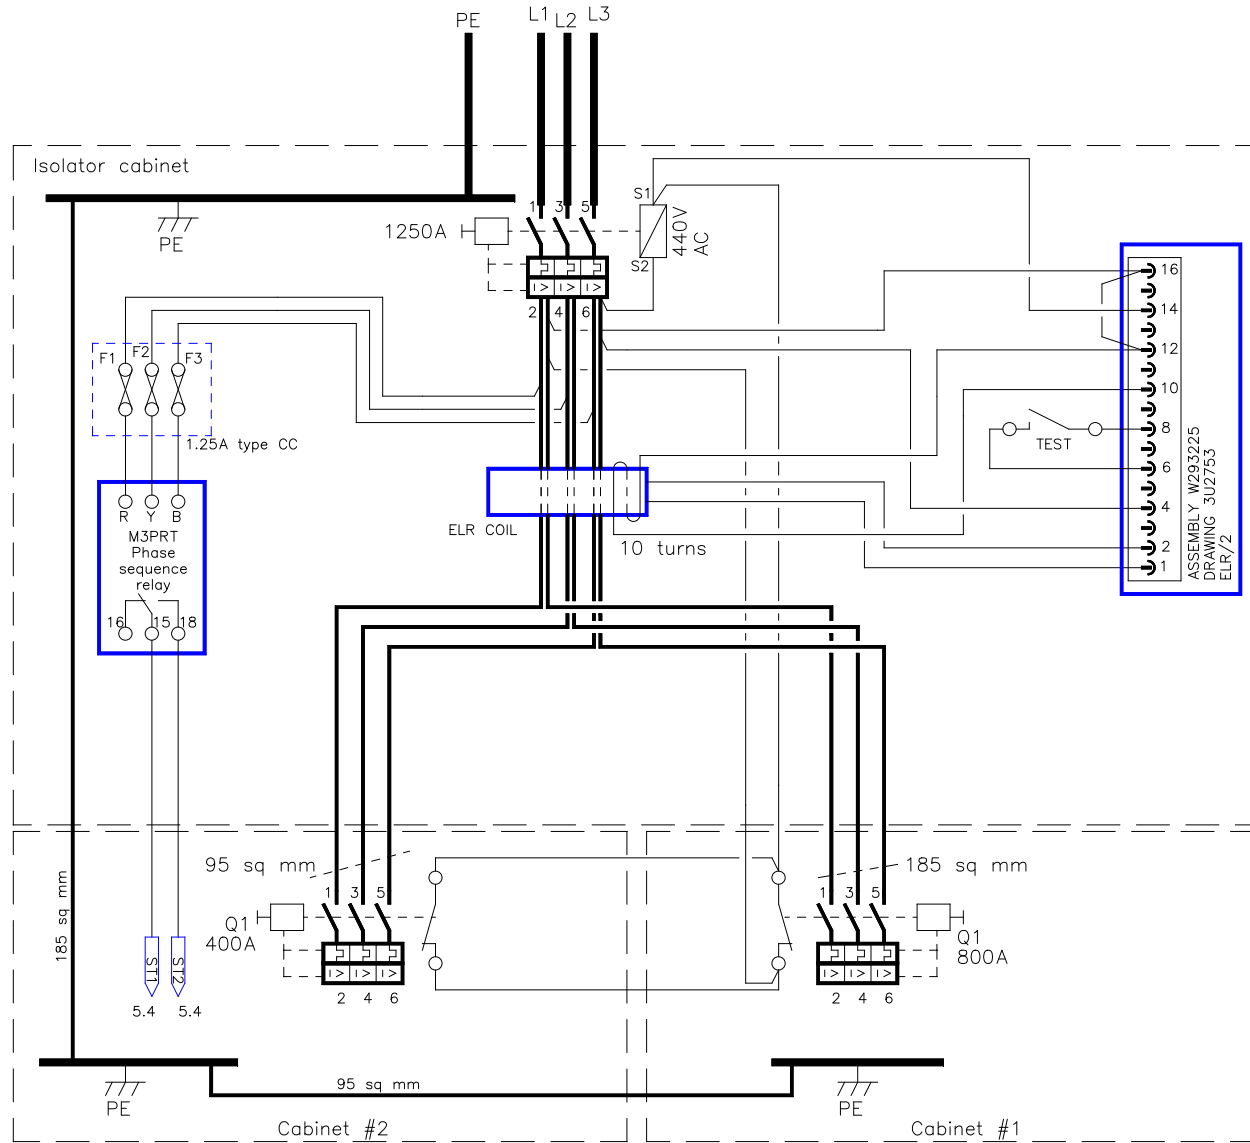 PE
L1
L2
L3
Isolator cabinet
PE
1250A
1
3
5
S1
S2
440V
AC
2
4
6
I>
I>
I>
F1
F2
F3
1.25A type CC
R
Y
B
M3PRT
Phase
sequence
relay
16
15
18
ELR COIL
10 turns
TEST
16
14
12
10
8
6
4
2
1
ASSEMBLY W293225
DRAWING 3U2753
ELR/2
185 sq mm
95 sq mm
185 sq mm
1
3
5
Q1
400A
I>
I>
I>
2
4
6
1
3
5
Q1
800A
I>
I>
I>
2
4
6
ST1
ST2
5.4
5.4
PE
95 sq mm
PE
Cabinet #2
Cabinet #1